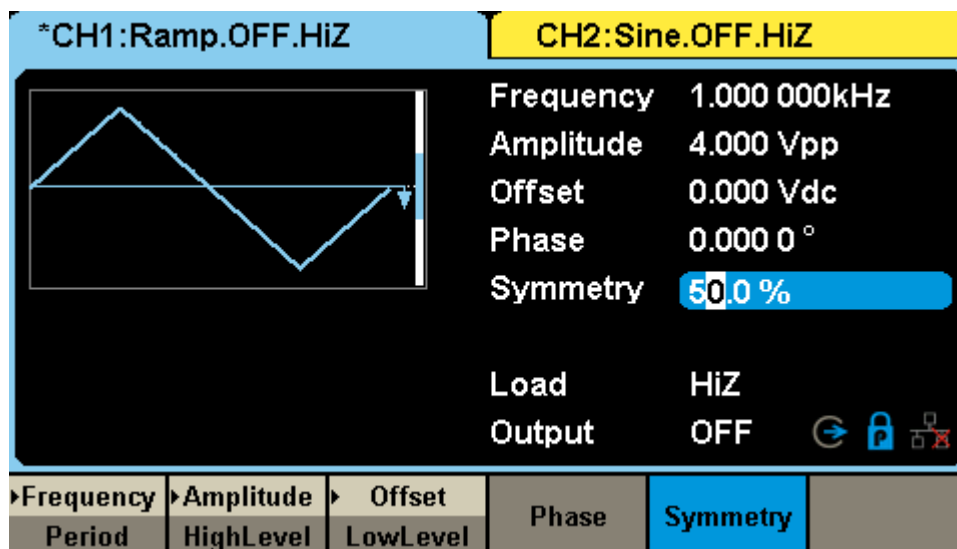 *CH1:Ramp.OFF.HiZ CH2:Sine.OFF.HiZ
Frequency 1.000 000kHz
Amplitude 4.000 Vpp
Offset 0.000 Vdc
Phase 0.000 0 °
Symmetry 50.0 %
Load HiZ
Output OFF P
Frequency Amplitude Offset Phase Symmetry
Period HighLevel LowLevel